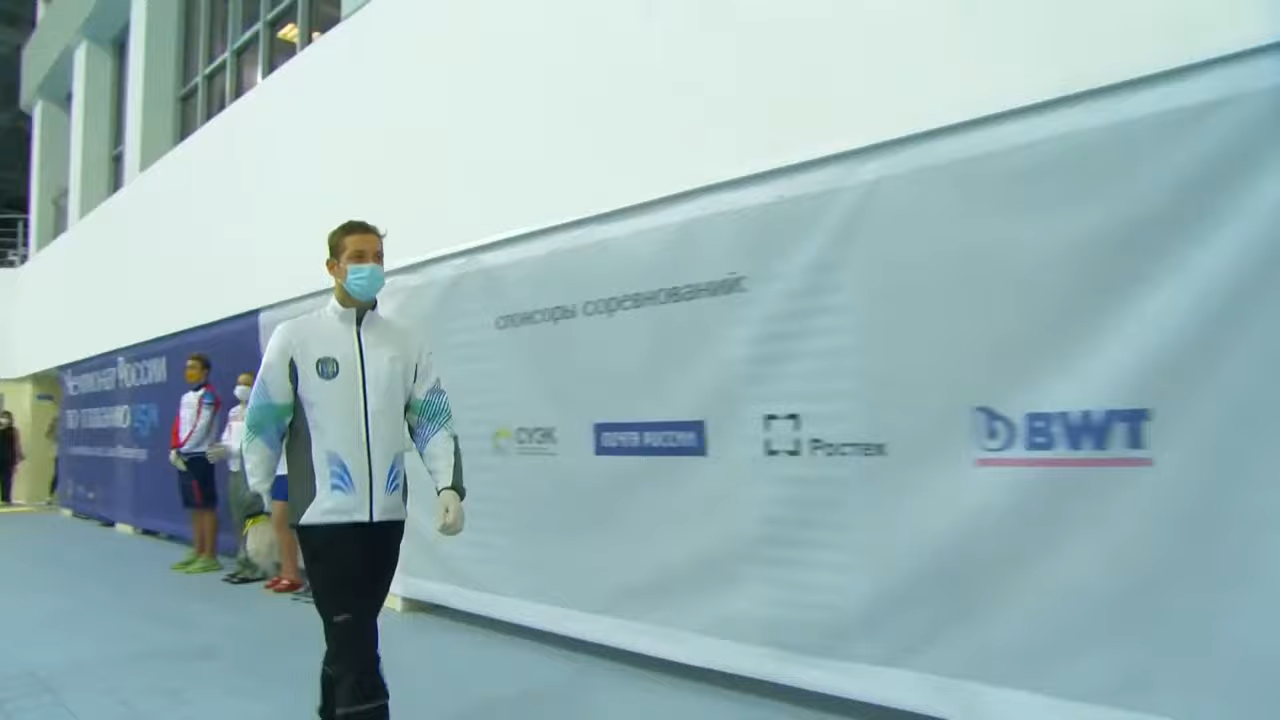 Чемпионат России
по плаванию
спонсоры соревнований:
СУЭК
ПОЧТА РОССИИ
Ростех
BWT